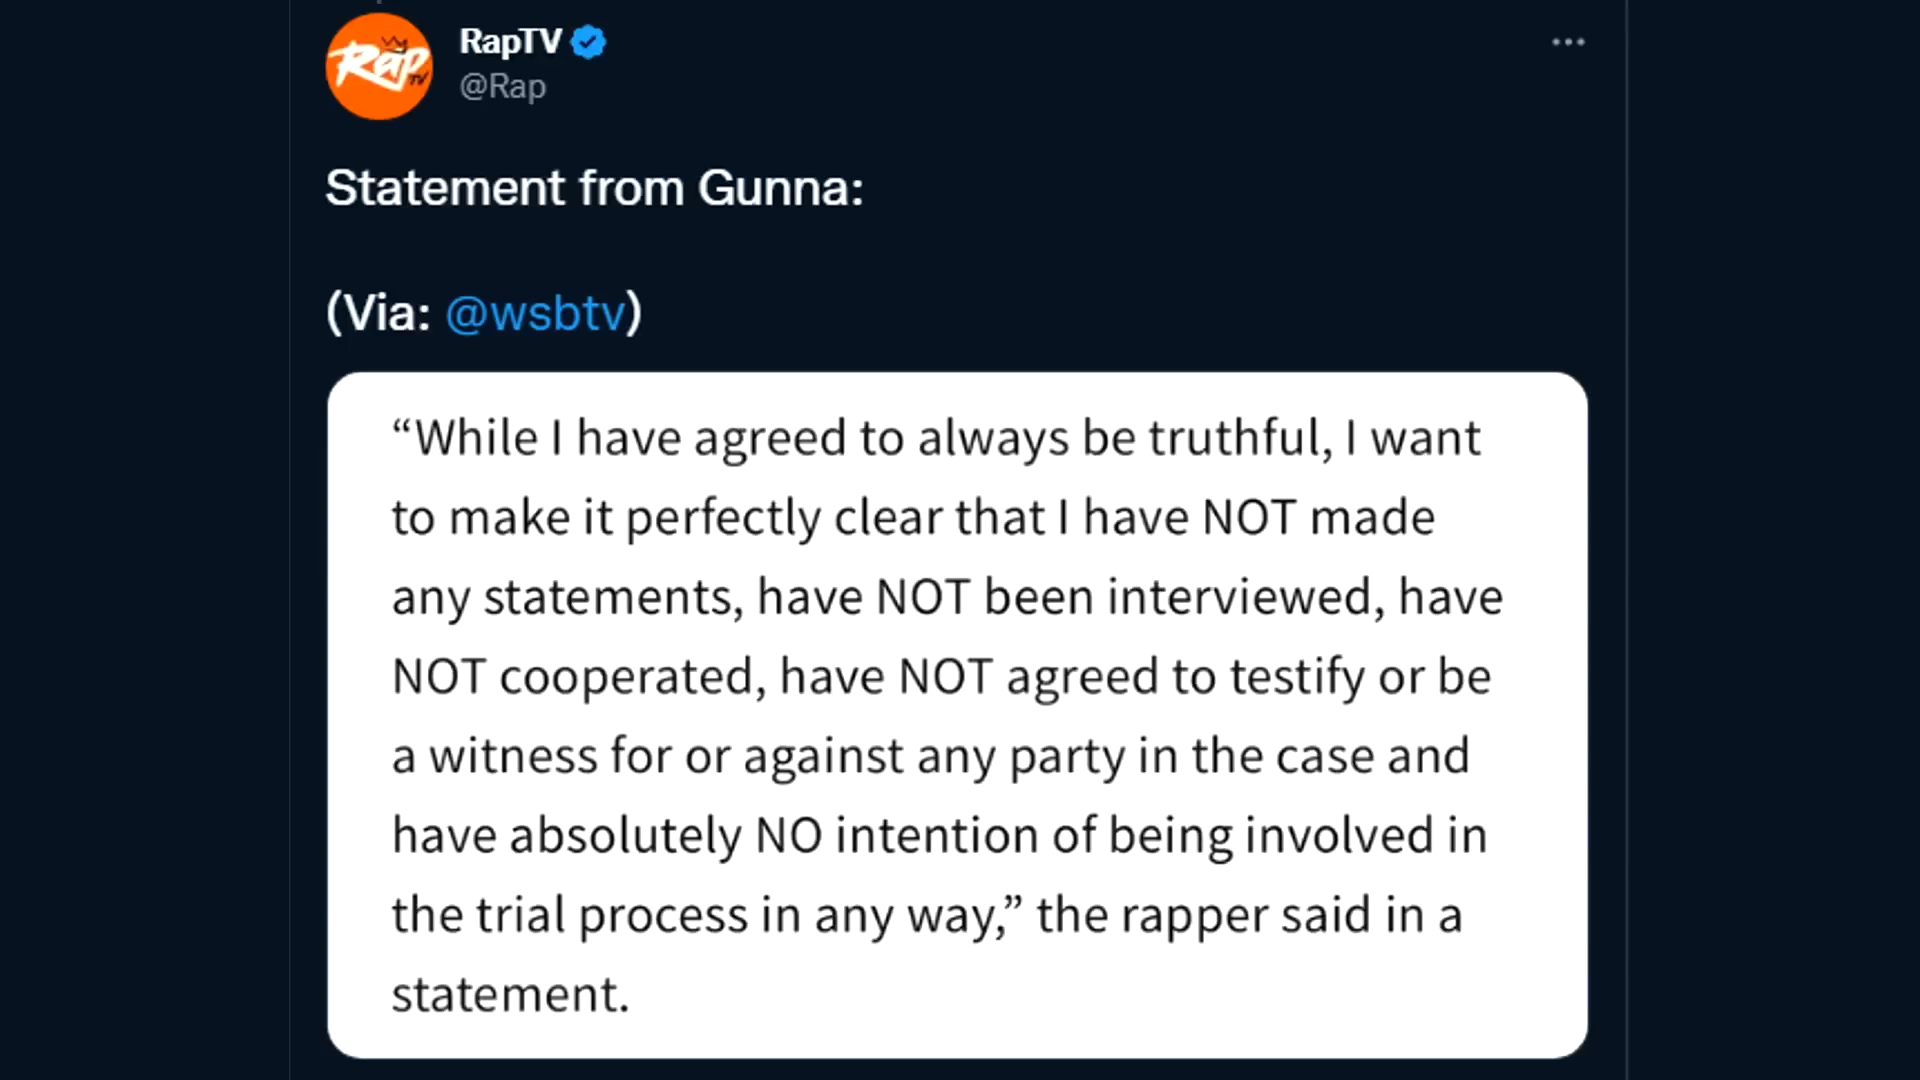 Rap TV
RapTV
@Rap
Statement from Gunna:
(Via: @wsbtv)
“While I have agreed to always be truthful, I want
to make it perfectly clear that I have NOT made
any statements, have NOT been interviewed, have
NOT cooperated, have NOT agreed to testify or be
a witness for or against any party in the case and
have absolutely NO intention of being involved in
the trial process in any way,” the rapper said in a
statement.